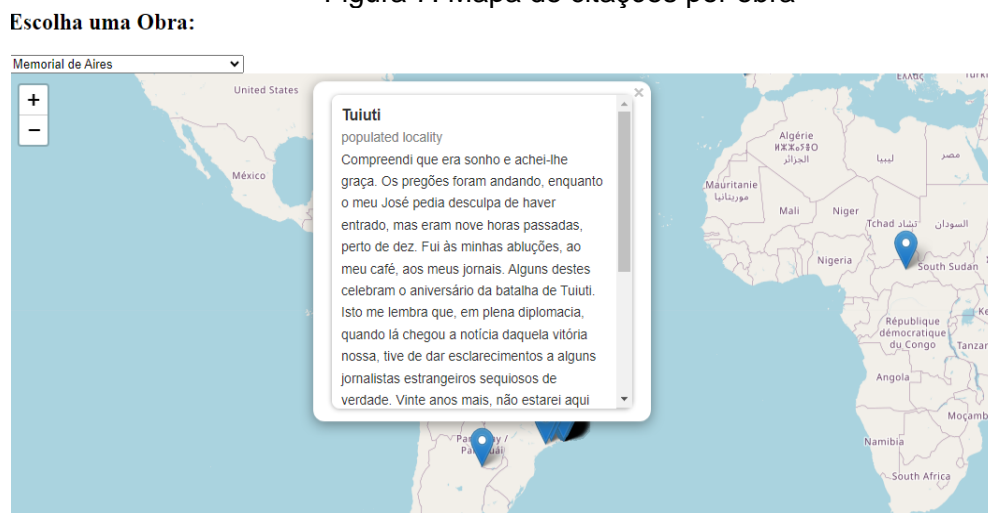 Escolha uma Obra:
Memorial de Aires
+
−
United States
México
×
Tuiuti
populated locality
Compreendi que era sonho e achei-lhe
graça. Os pregões foram andando, enquanto
o meu José pedia desculpa de haver
entrado, mas eram nove horas passadas,
perto de dez. Fui às minhas abluções, ao
meu café, aos meus jornais. Alguns destes
celebram o aniversário da batalha de Tuiuti.
Isto me lembra que, em plena diplomacia,
quando lá chegou a notícia daquela vitória
nossa, tive de dar esclarecimentos a alguns
jornalistas estrangeiros sequiosos de
verdade. Vinte anos mais, não estarei aqui
Algérie
الجزائر
ليبيا
مصر
Mauritanie
موريتانيا
Mali
Niger
Tchad تشاد
السودان
Nigeria
South Sudan
République
démocratique
du Congo
Angola
Namibia
South Africa